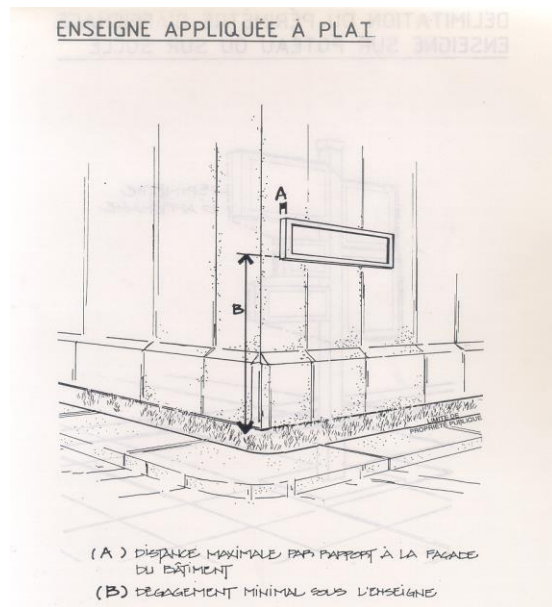 ENSEIGNE APPLIQUÉE À PLAT
A
B
LIMITE DE
PROPRIÉTÉ PUBLIQUE
(A) DISTANCE MAXIMALE PAR RAPPORT À LA FAÇADE
DU BÂTIMENT
(B) DÉGAGEMENT MINIMAL SOUS L'ENSEIGNE